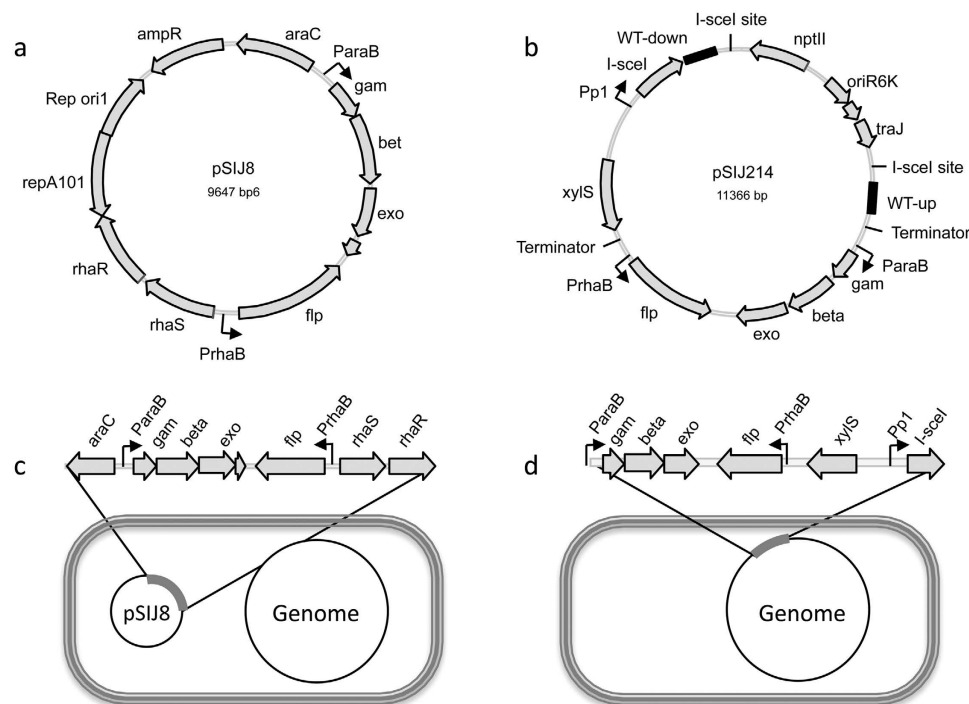 a
ampR
araC
ParaB
gam
bet
exo
flp
PrhaB
rhaS
rhaR
repA101
Rep ori1
pSIJ8
9647 bp6
b
I-sceI site
WT-down
nptII
I-sceI
Pp1
oriR6K
traJ
I-sceI site
WT-up
Terminator
ParaB
gam
beta
exo
flp
PrhaB
Terminator
xylS
pSIJ214
11366 bp
c
araC
ParaB
gam
beta
exo
flp
PrhaB
rhaS
rhaR
pSIJ8
Genome
d
ParaB
gam
beta
exo
flp
PrhaB
xylS
Pp1
I-sceI
Genome